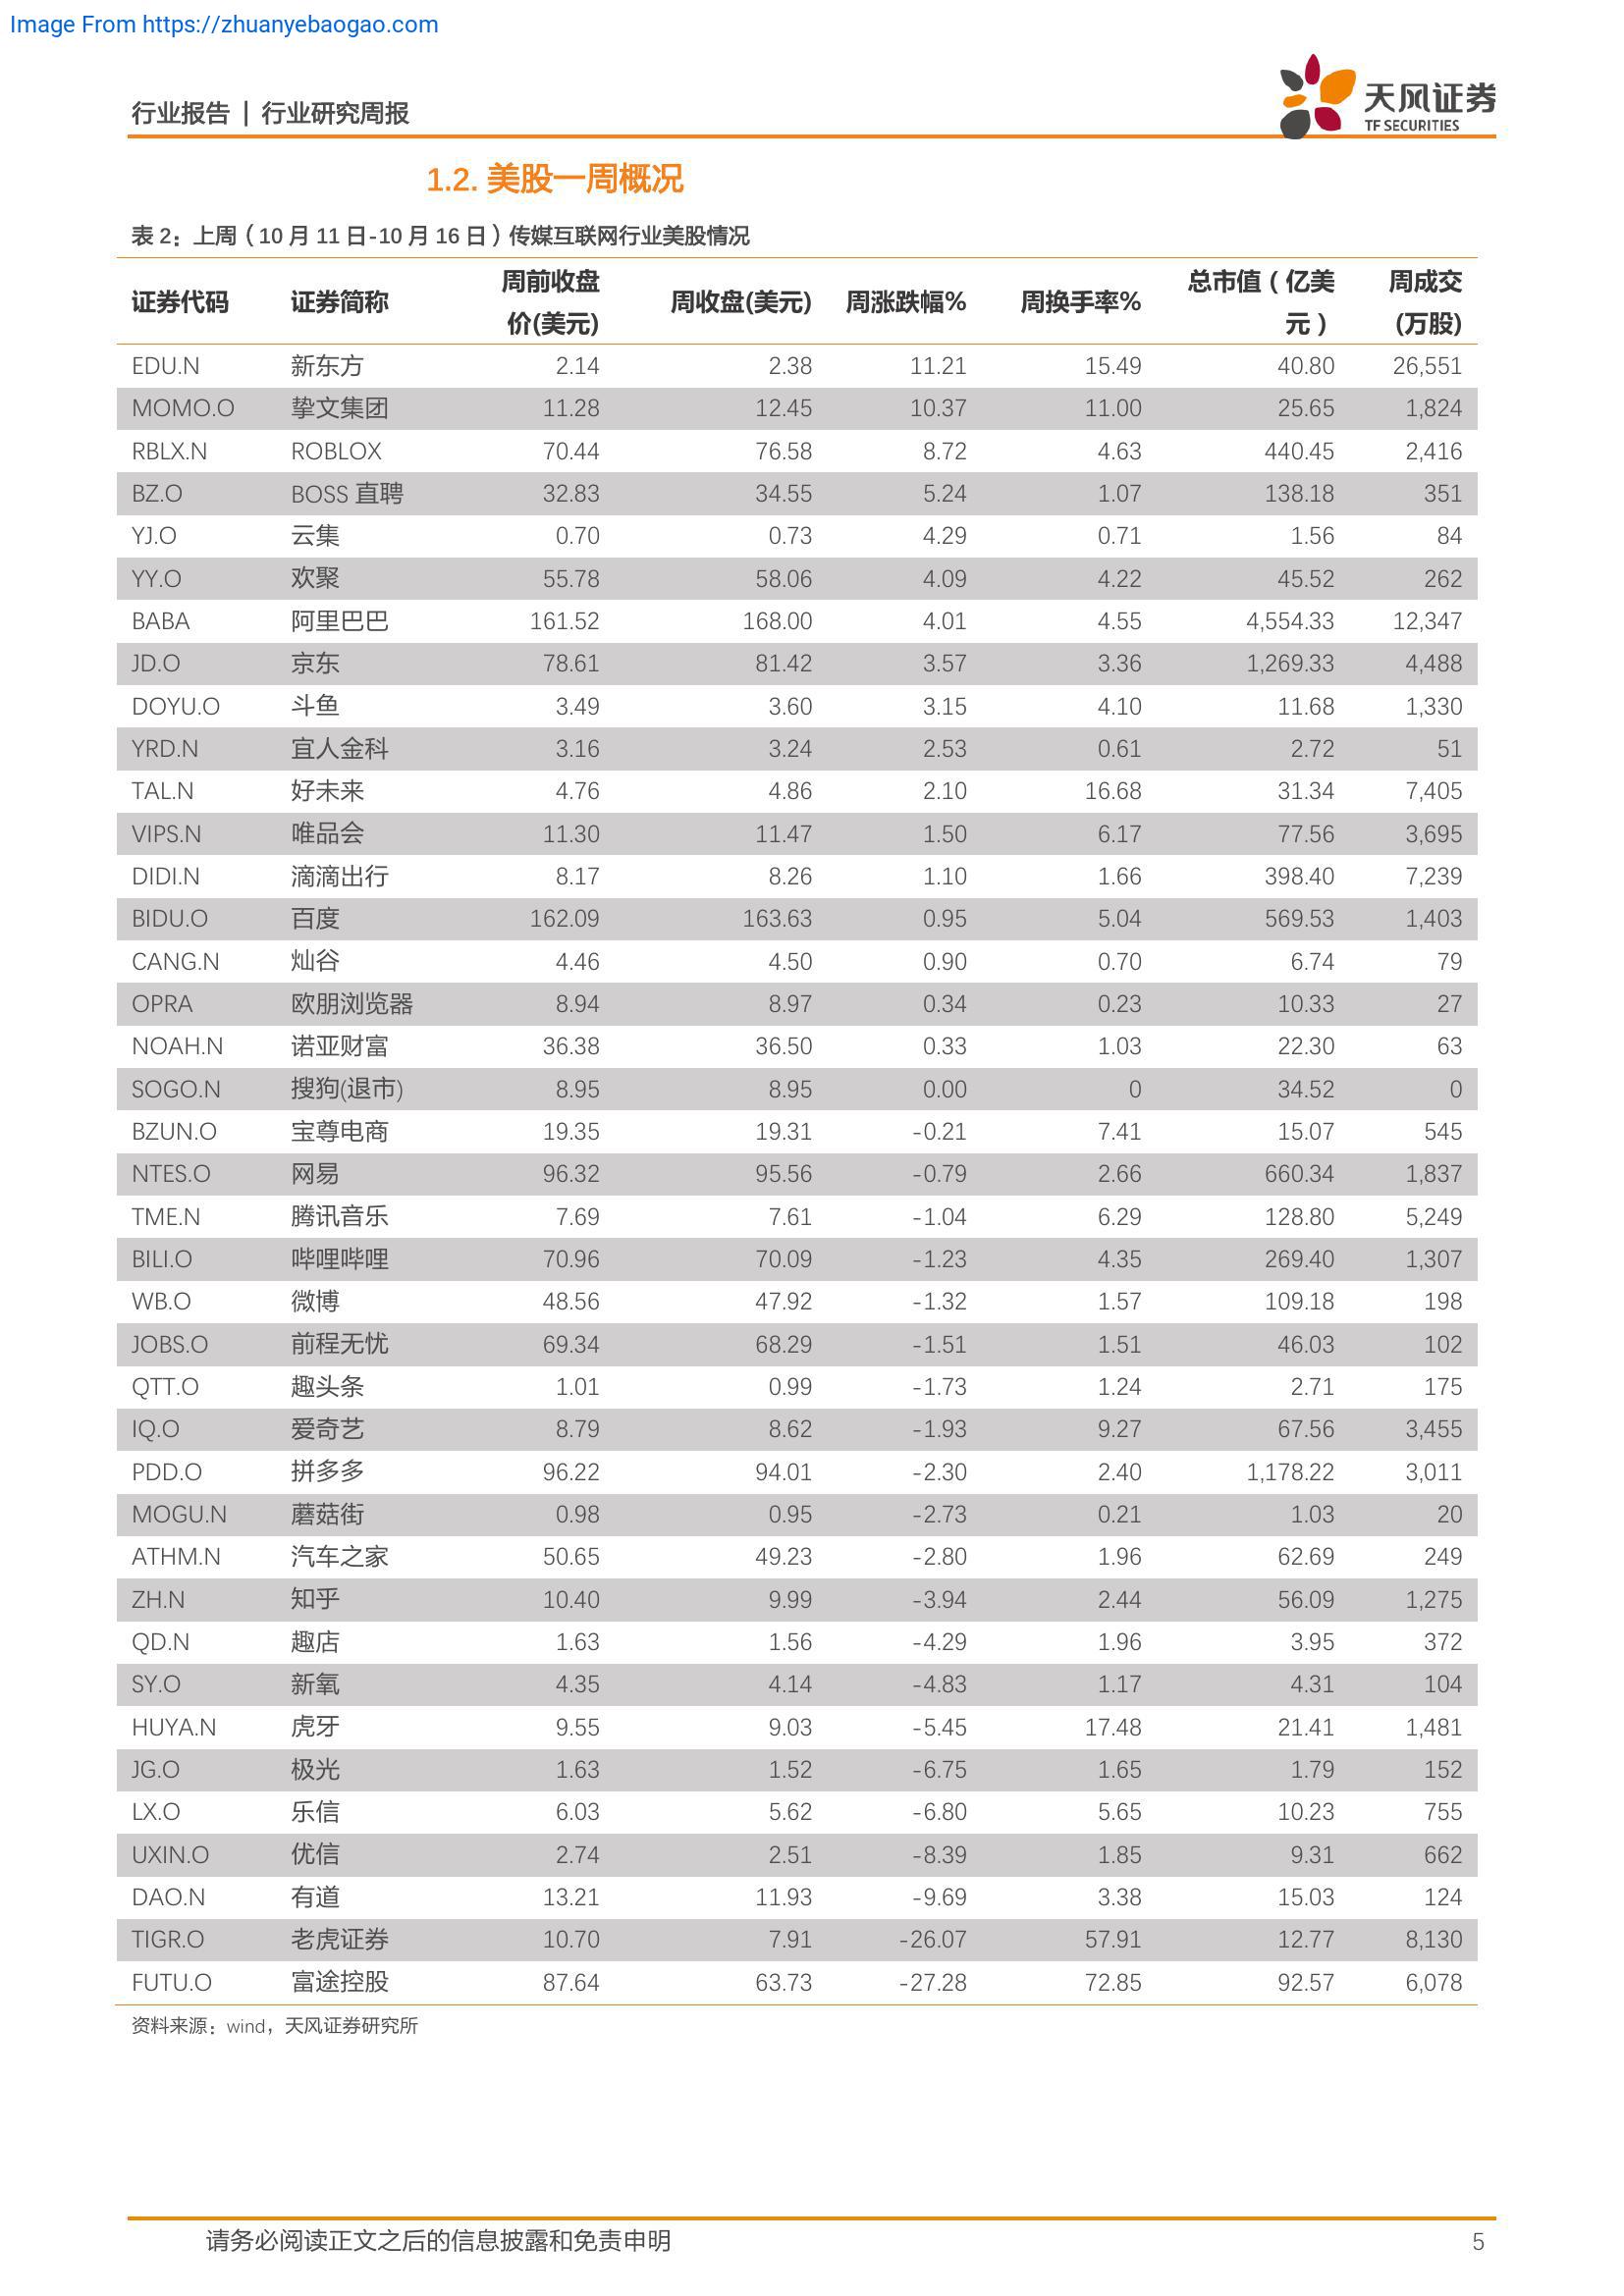 Image From https://zhuanyebaogao.com
行业报告 | 行业研究周报
天风证券
TF SECURITIES
1.2. 美股一周概况
表 2：上周（10 月 11 日-10 月 16 日）传媒互联网行业美股情况
证券代码 证券简称 周前收盘价(美元) 周收盘(美元) 周涨跌幅% 周换手率% 总市值（亿美元） 周成交(万股)
EDU.N 新东方 2.14 2.38 11.21 15.49 40.80 26,551
MOMO.O 挚文集团 11.28 12.45 10.37 11.00 25.65 1,824
RBLX.N ROBLOX 70.44 76.58 8.72 4.63 440.45 2,416
BZ.O BOSS 直聘 32.83 34.55 5.24 1.07 138.18 351
YJ.O 云集 0.70 0.73 4.29 0.71 1.56 84
YY.O 欢聚 55.78 58.06 4.09 4.22 45.52 262
BABA 阿里巴巴 161.52 168.00 4.01 4.55 4,554.33 12,347
JD.O 京东 78.61 81.42 3.57 3.36 1,269.33 4,488
DOYU.O 斗鱼 3.49 3.60 3.15 4.10 11.68 1,330
YRD.N 宜人金科 3.16 3.24 2.53 0.61 2.72 51
TAL.N 好未来 4.76 4.86 2.10 16.68 31.34 7,405
VIPS.N 唯品会 11.30 11.47 1.50 6.17 77.56 3,695
DIDI.N 滴滴出行 8.17 8.26 1.10 1.66 398.40 7,239
BIDU.O 百度 162.09 163.63 0.95 5.04 569.53 1,403
CANG.N 灿谷 4.46 4.50 0.90 0.70 6.74 79
OPRA 欧朋浏览器 8.94 8.97 0.34 0.23 10.33 27
NOAH.N 诺亚财富 36.38 36.50 0.33 1.03 22.30 63
SOGO.N 搜狗(退市) 8.95 8.95 0.00 0 34.52 0
BZUN.O 宝尊电商 19.35 19.31 -0.21 7.41 15.07 545
NTES.O 网易 96.32 95.56 -0.79 2.66 660.34 1,837
TME.N 腾讯音乐 7.69 7.61 -1.04 6.29 128.80 5,249
BILI.O 哔哩哔哩 70.96 70.09 -1.23 4.35 269.40 1,307
WB.O 微博 48.56 47.92 -1.32 1.57 109.18 198
JOBS.O 前程无忧 69.34 68.29 -1.51 1.51 46.03 102
QTT.O 趣头条 1.01 0.99 -1.73 1.24 2.71 175
IQ.O 爱奇艺 8.79 8.62 -1.93 9.27 67.56 3,455
PDD.O 拼多多 96.22 94.01 -2.30 2.40 1,178.22 3,011
MOGU.N 蘑菇街 0.98 0.95 -2.73 0.21 1.03 20
ATHM.N 汽车之家 50.65 49.23 -2.80 1.96 62.69 249
ZH.N 知乎 10.40 9.99 -3.94 2.44 56.09 1,275
QD.N 趣店 1.63 1.56 -4.29 1.96 3.95 372
SY.O 新氧 4.35 4.14 -4.83 1.17 4.31 104
HUYA.N 虎牙 9.55 9.03 -5.45 17.48 21.41 1,481
JG.O 极光 1.63 1.52 -6.75 1.65 1.79 152
LX.O 乐信 6.03 5.62 -6.80 5.65 10.23 755
UXIN.O 优信 2.74 2.51 -8.39 1.85 9.31 662
DAO.N 有道 13.21 11.93 -9.69 3.38 15.03 124
TIGR.O 老虎证券 10.70 7.91 -26.07 57.91 12.77 8,130
FUTU.O 富途控股 87.64 63.73 -27.28 72.85 92.57 6,078
资料来源：wind，天风证券研究所
请务必阅读正文之后的信息披露和免责申明 5